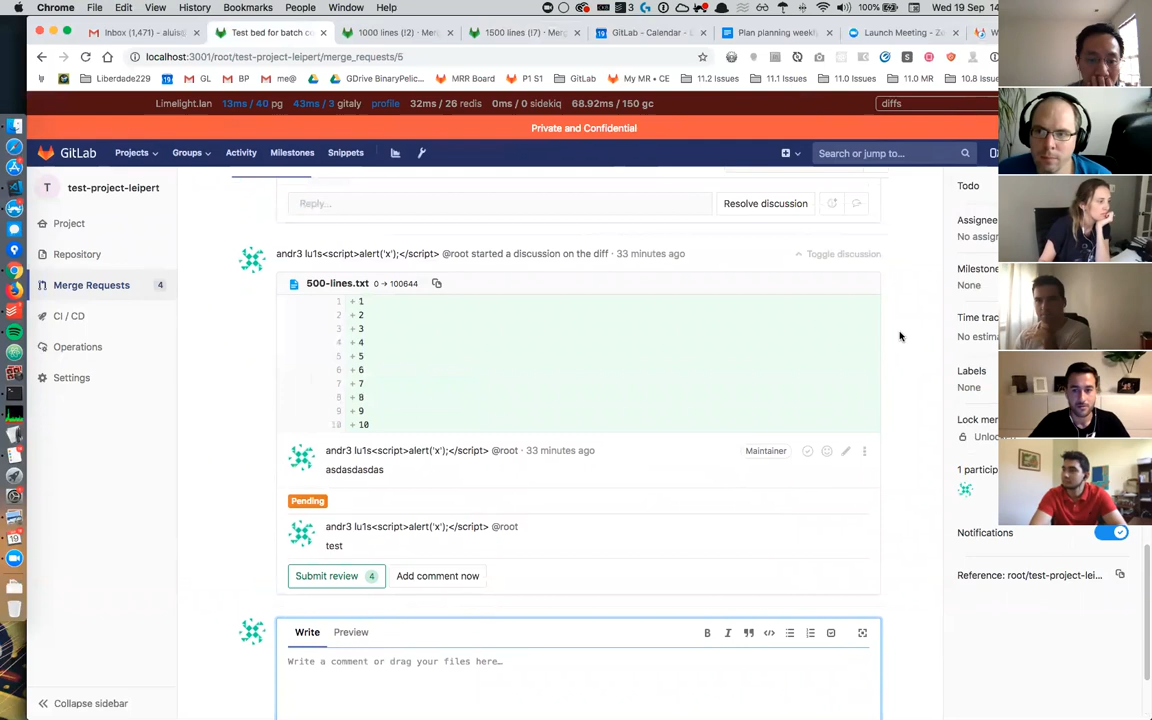 Chrome File Edit View History Bookmarks People Window Help 3 100% Wed 19 Sep 14
Inbox (1,471) - aluis@ Test bed for batch c 1000 lines (!2) · Mer 1500 lines (!7) · Mer GitLab - Calendar - Plan planning weekly Launch Meeting - Ze
localhost:3001/root/test-project-leipert/merge_requests/5
Liberdade229 GL BP me@ GDrive BinaryPelic... MRR Board P1 S1 GitLab My MR • CE 11.2 Issues 11.1 Issues 11.0 Issues 11.0 MR 10.8 Issues
Limelight.lan 13ms / 40 pg 43ms / 3 gitaly profile 32ms / 26 redis 0ms / 0 sidekiq 68.92ms / 150 gc diffs
Private and Confidential
GitLab Projects Groups Activity Milestones Snippets Search or jump to...
T test-project-leipert
Project
Repository
Merge Requests 4
CI / CD
Operations
Settings
Collapse sidebar
Reply...
Resolve discussion
andr3 lu1s<script>alert('x');</script> @root started a discussion on the diff · 33 minutes ago Toggle discussion
500-lines.txt 0 → 100644
1 + 1
2 + 2
3 + 3
4 + 4
5 + 5
6 + 6
7 + 7
8 + 8
9 + 9
10 + 10
andr3 lu1s<script>alert('x');</script> @root · 33 minutes ago Maintainer
asdasdasdas
Pending
andr3 lu1s<script>alert('x');</script> @root
test
Submit review 4 Add comment now
Write Preview
Write a comment or drag your files here…
Todo
Assignee
No assign
Milestone
None
Time trac
No estima
Labels
None
Lock mer
Unloc
1 particip
Notifications
Reference: root/test-project-lei...